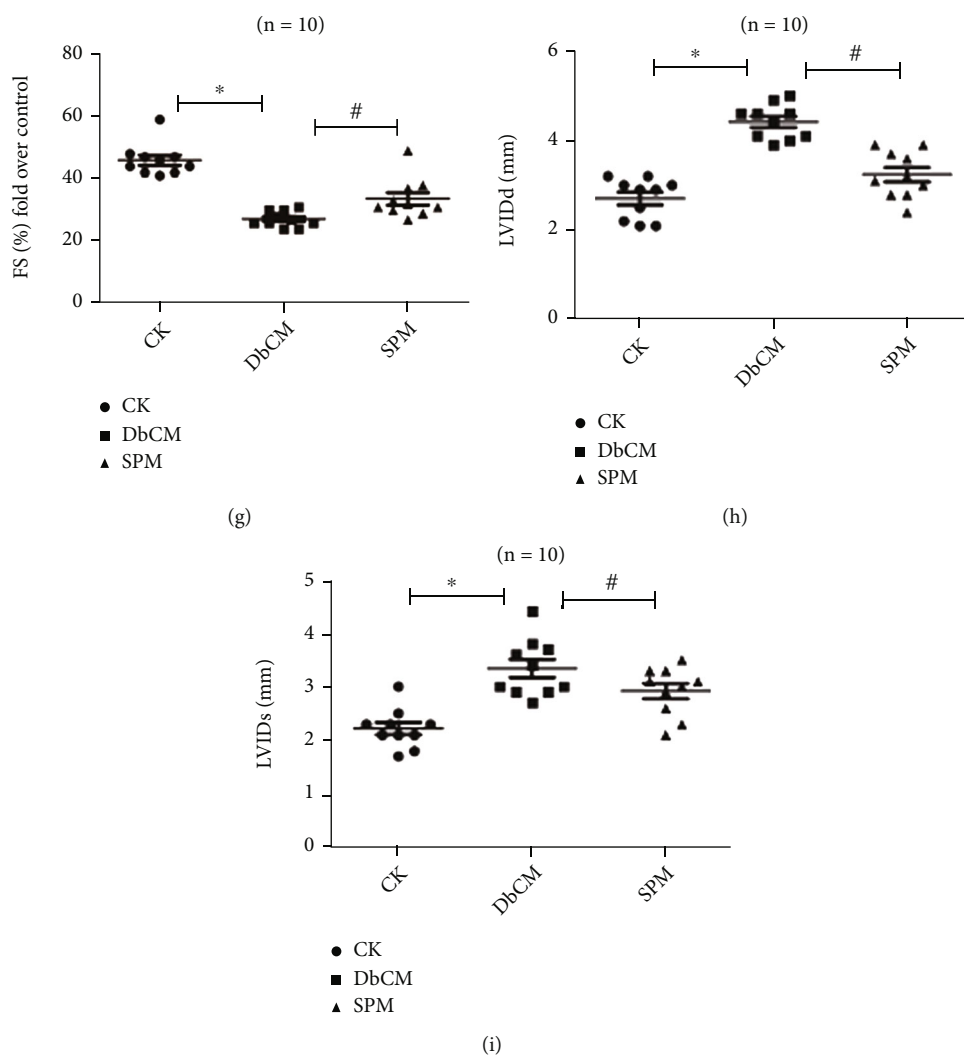 (n = 10)
80
60
40
20
0
FS (%) fold over control
*
#
CK
DbCM
SPM
CK
DbCM
SPM
(g)
(n = 10)
6
4
2
0
LVIDd (mm)
*
#
CK
DbCM
SPM
CK
DbCM
SPM
(h)
(n = 10)
5
4
3
2
1
0
LVIDs (mm)
*
#
CK
DbCM
SPM
CK
DbCM
SPM
(i)